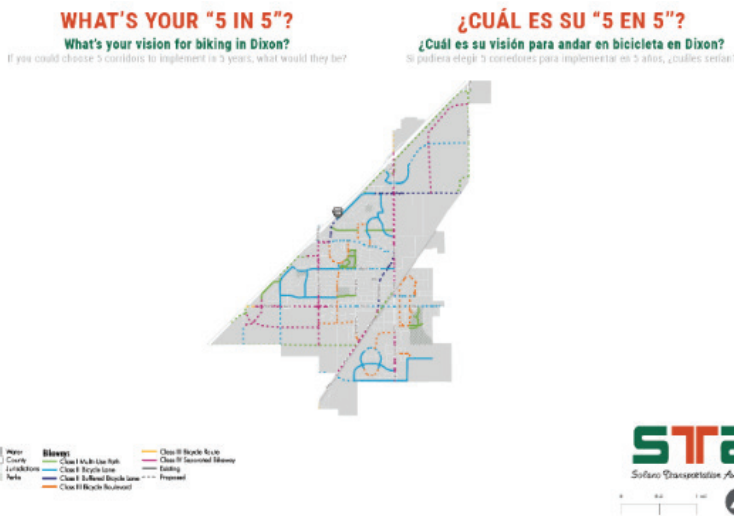 WHAT'S YOUR "5 IN 5"?
What's your vision for biking in Dixon?
If you could choose 5 corridors to implement in 5 years, what would they be?
¿CUÁL ES SU "5 EN 5"?
¿Cuál es su visión para andar en bicicleta en Dixon?
Si pudiera elegir 5 corredores para implementar en 5 años, ¿cuáles serían
Water
County
Jurisdictions
Parks
Bikeways
Class I Multi-Use Path
Class II Bicycle Lane
Class II Buffered Bicycle Lane
Class III Bicycle Boulevard
Class III Bicycle Route
Class IV Separated Bikeway
Existing
Proposed
STa
Solano Transportation Au